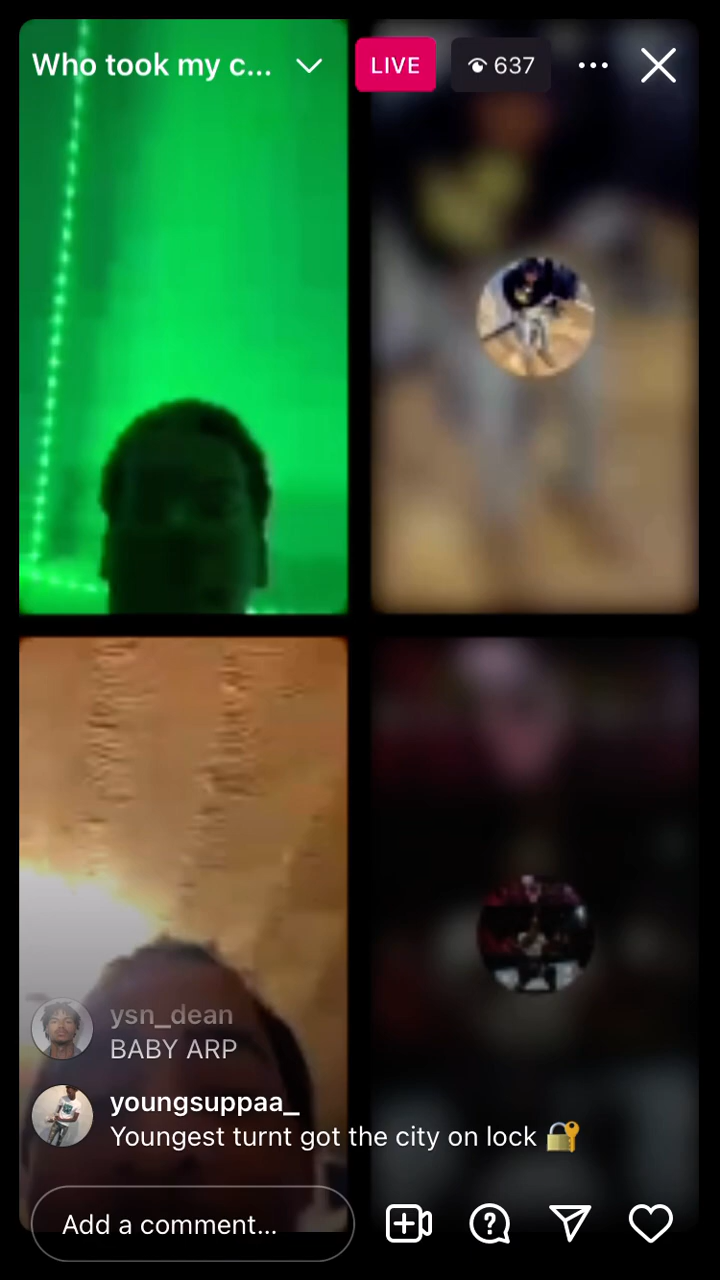 Who took my c...
LIVE
637
ysn_dean
BABY ARP
youngsuppaa_
Youngest turnt got the city on lock 🔐
Add a comment...